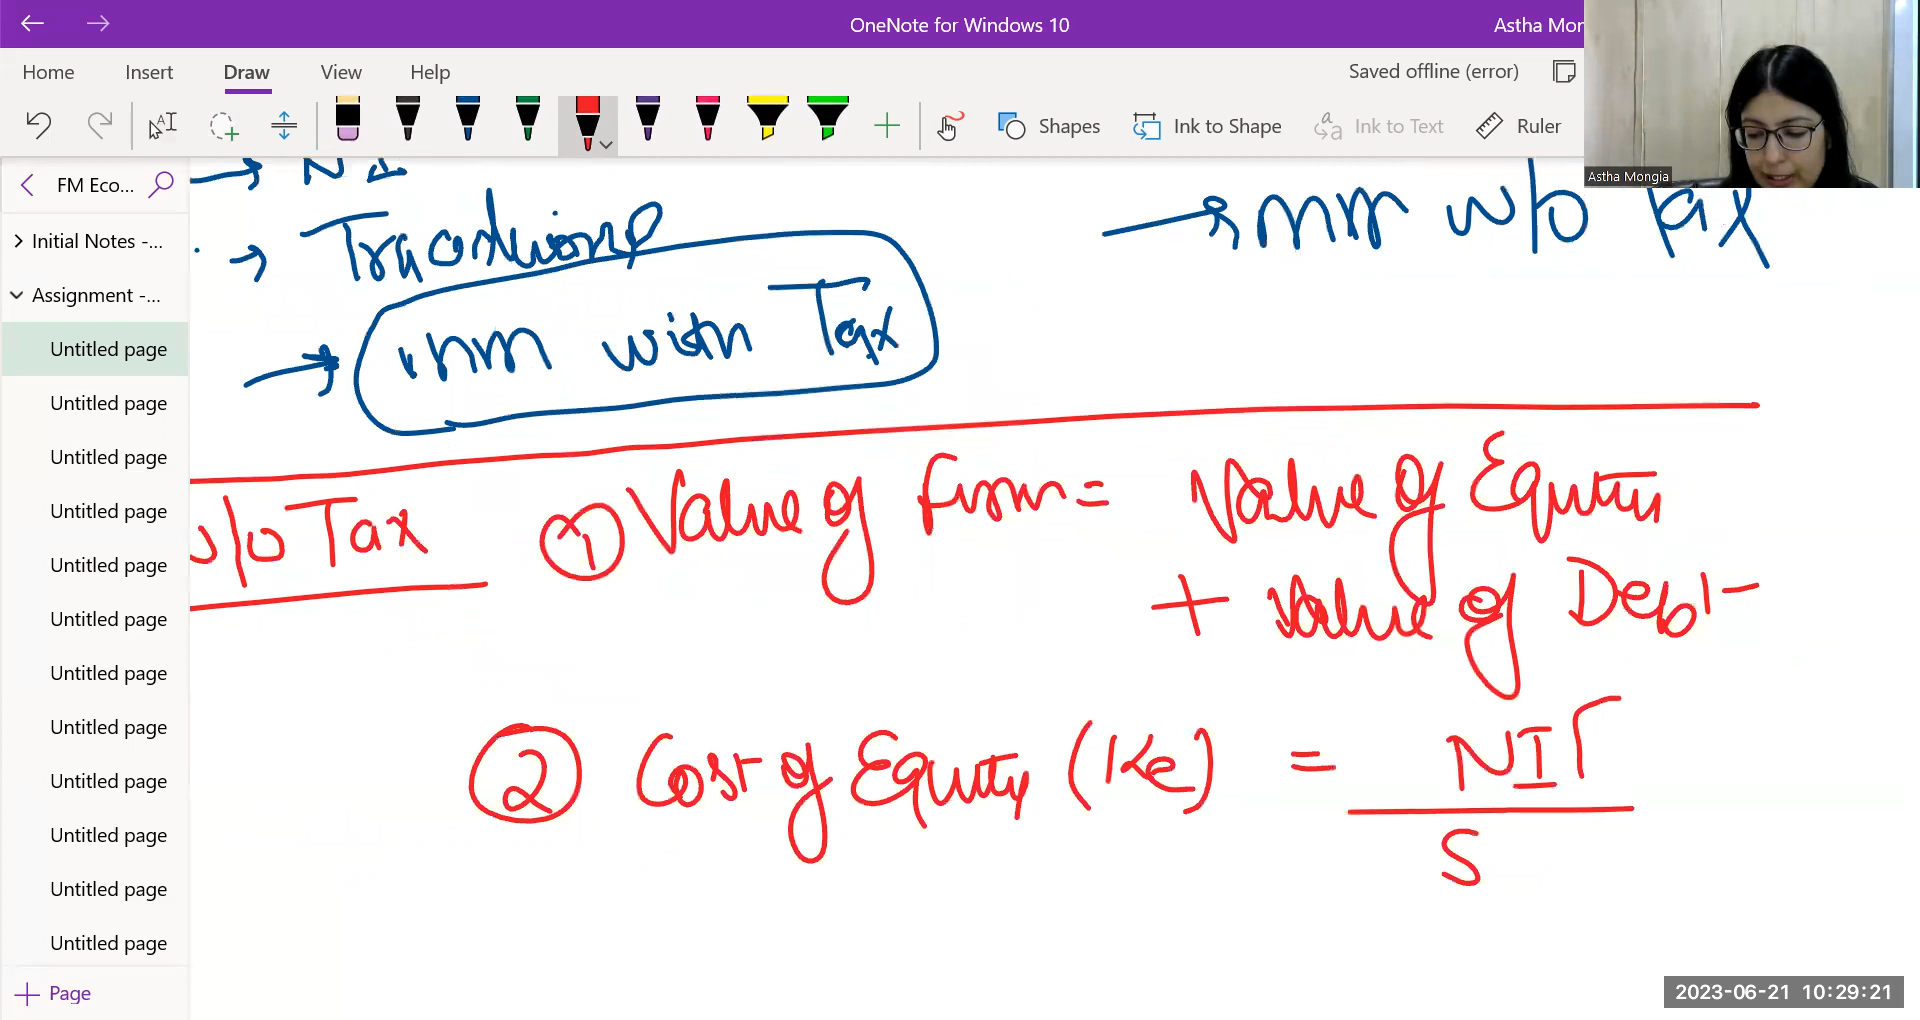 OneNote for Windows 10
Astha Mon
Home Insert Draw View Help
Saved offline (error)
Shapes Ink to Shape Ink to Text Ruler
Astha Mongia
FM Eco...
Initial Notes -...
Assignment -...
Untitled page
Untitled page
Untitled page
Untitled page
Untitled page
Untitled page
Untitled page
Untitled page
Untitled page
Untitled page
Untitled page
Untitled page
Page
→ NI
→ Traditional
→ mm w/o Tax
→ mm with Tax
w/o Tax
① Value of firm = Value of Equity
+ Value of Debt
② Cost of Equity (Ke) = NI
S
2023-06-21 10:29:21